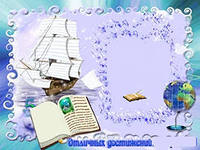 Отличных достижений.